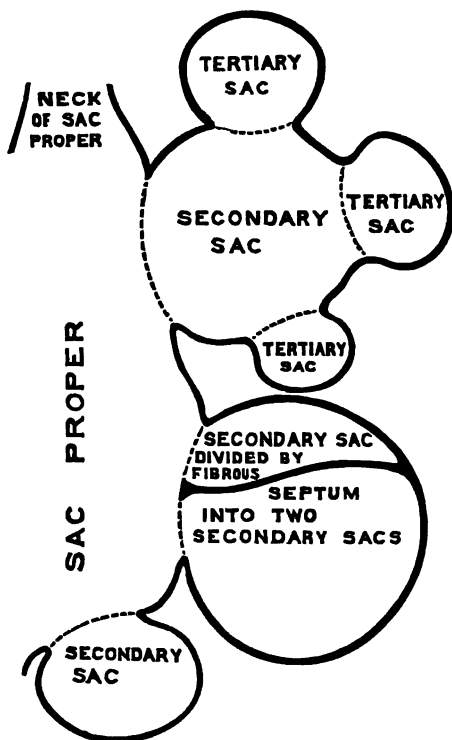 TERTIARY
SAC
NECK
OF SAC
PROPER
SECONDARY
SAC
TERTIARY
SAC
TERTIARY
SAC
SAC PROPER
SECONDARY SAC
DIVIDED BY
FIBROUS
SEPTUM
INTO TWO
SECONDARY SACS
SECONDARY
SAC